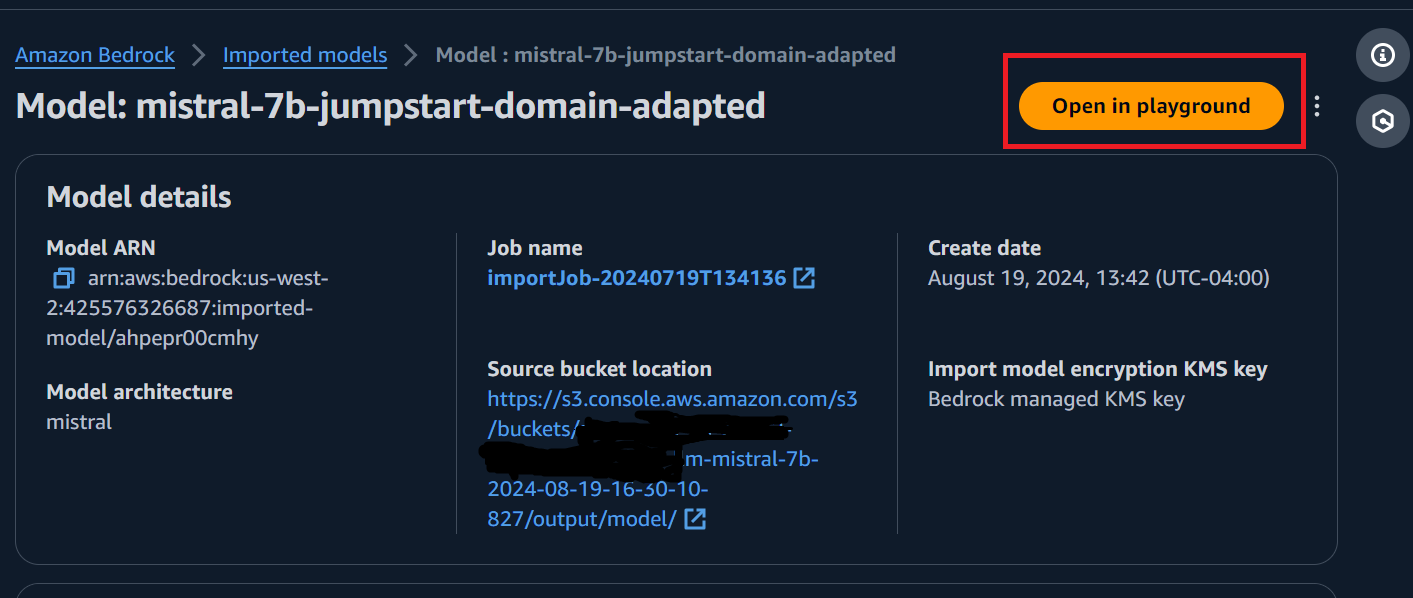 Amazon Bedrock > Imported models > Model : mistral-7b-jumpstart-domain-adapted
Model: mistral-7b-jumpstart-domain-adapted
Open in playground
Model details
Model ARN
arn:aws:bedrock:us-west-
2:425576326687:imported-
model/ahpepr00cmhy
Model architecture
mistral
Job name
importJob-20240719T134136
Source bucket location
https://s3.console.aws.amazon.com/s3
/buckets/
m-mistral-7b-
2024-08-19-16-30-10-
827/output/model/
Create date
August 19, 2024, 13:42 (UTC-04:00)
Import model encryption KMS key
Bedrock managed KMS key